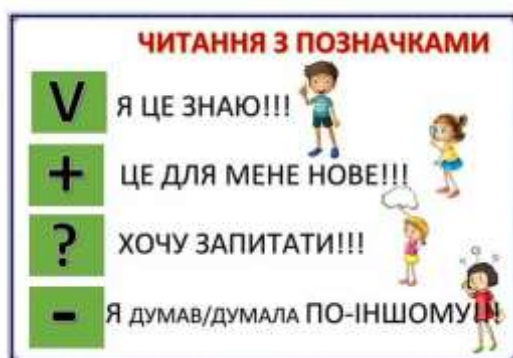 ЧИТАННЯ З ПОЗНАЧКАМИ
V Я ЦЕ ЗНАЮ!!!
+ ЦЕ ДЛЯ МЕНЕ НОВЕ!!!
? ХОЧУ ЗАПИТАТИ!!!
- Я ДУМАВ/ДУМАЛА ПО-ІНШОМУ!!!